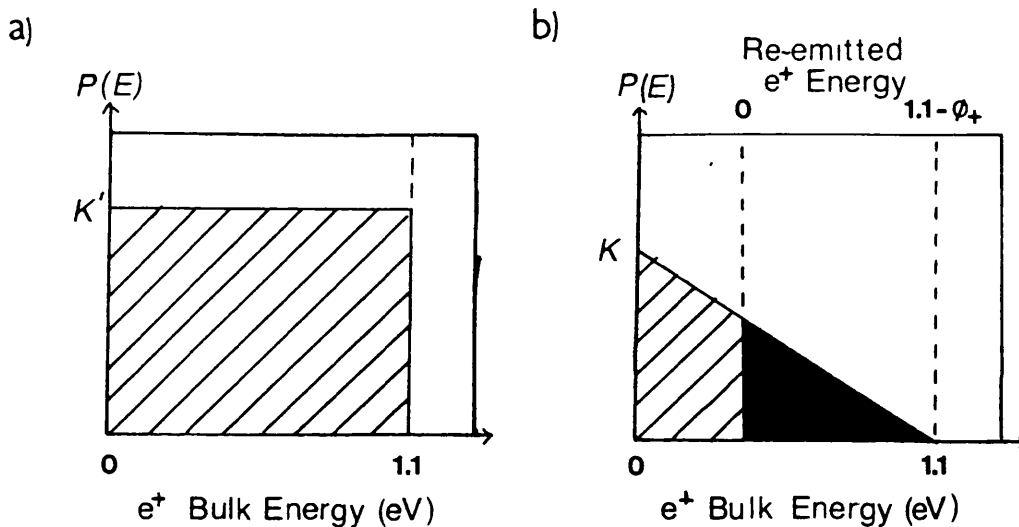 a)
P(E)
K'
0 1.1
e⁺ Bulk Energy (eV)
b)
Re-emitted
e⁺ Energy
P(E)
0 1.1-Ø₊
K
0 1.1
e⁺ Bulk Energy (eV)